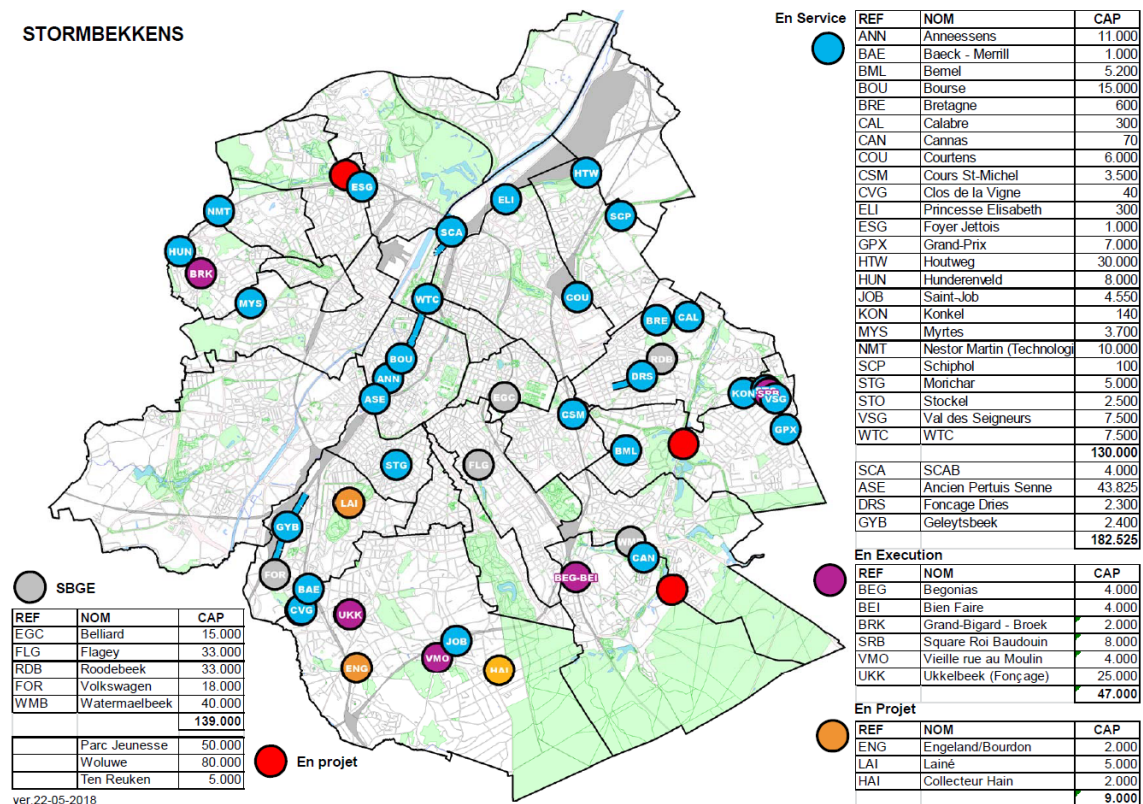 STORMBEKKENS
En Service
REF NOM CAP
ANN Anneessens 11.000
BAE Baeck - Merrill 1.000
BML Bemel 5.200
BOU Bourse 15.000
BRE Bretagne 600
CAL Calabre 300
CAN Cannas 70
COU Courtens 6.000
CSM Cours St-Michel 3.500
CVG Clos de la Vigne 40
ELI Princesse Elisabeth 300
ESG Foyer Jettois 1.000
GPX Grand-Prix 7.000
HTW Houtweg 30.000
HUN Hunderenveld 8.000
JOB Saint-Job 4.550
KON Konkel 140
MYS Myrtes 3.700
NMT Nestor Martin (Technologi 10.000
SCP Schiphol 100
STG Morichar 5.000
STO Stockel 2.500
VSG Val des Seigneurs 7.500
WTC WTC 7.500
130.000
SCA SCAB 4.000
ASE Ancien Pertuis Senne 43.825
DRS Foncage Dries 2.300
GYB Geleytsbeek 2.400
182.525
En Execution
REF NOM CAP
BEG Begonias 4.000
BEI Bien Faire 4.000
BRK Grand-Bigard - Broek 2.000
SRB Square Roi Baudouin 8.000
VMO Vieille rue au Moulin 4.000
UKK Ukkelbeek (Fonçage) 25.000
47.000
En Projet
REF NOM CAP
ENG Engeland/Bourdon 2.000
LAI Lainé 5.000
HAI Collecteur Hain 2.000
9.000
HTW
ESG
ELI
NMT
SCP
SCA
HUN
BRK
WTC
COU
MYS
BRE CAL
BOU
RDB
DRS
ANN
KON
SRB
VSG
ASE
EGC
CSM
GPX
BML
STG
FLG
LAI
GYB
CAN
FOR
BEG-BEI
BAE
CVG
UKK
JOB
VMO
ENG
HAI
SBGE
REF NOM CAP
EGC Belliard 15.000
FLG Flagey 33.000
RDB Roodebeek 33.000
FOR Volkswagen 18.000
WMB Watermaelbeek 40.000
139.000
Parc Jeunesse 50.000
Woluwe 80.000
Ten Reuken 5.000
En projet
ver.22-05-2018